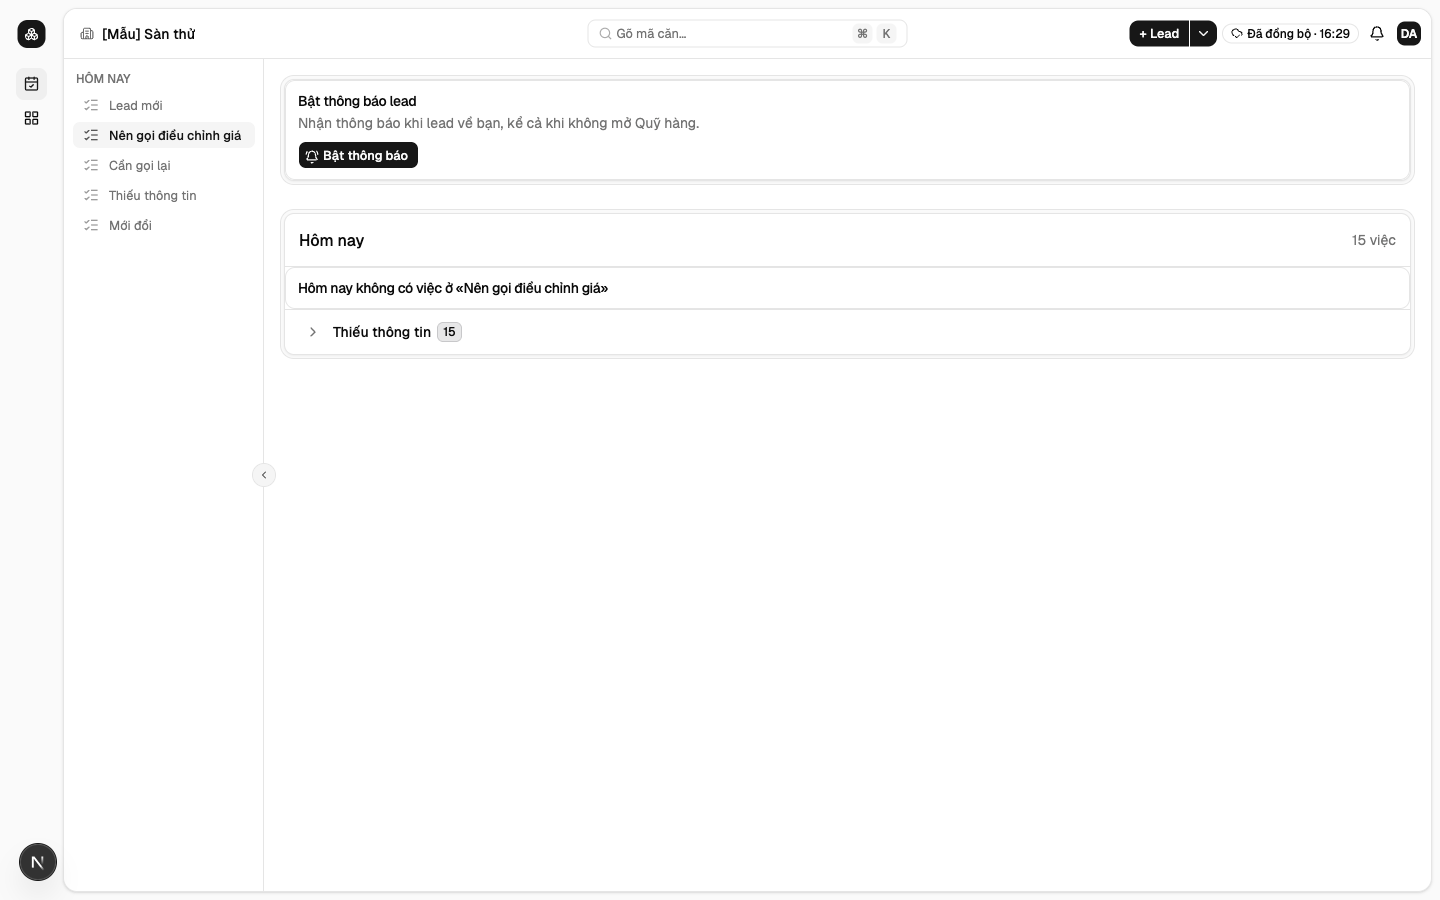 [Mẫu] Sàn thử
Gõ mã căn...
⌘ K
+ Lead
Đã đồng bộ · 16:29
DA
HÔM NAY
Lead mới
Nên gọi điều chỉnh giá
Cần gọi lại
Thiếu thông tin
Mới đổi
Bật thông báo lead
Nhận thông báo khi lead về bạn, kể cả khi không mở Quỹ hàng.
Bật thông báo
Hôm nay
15 việc
Hôm nay không có việc ở «Nên gọi điều chỉnh giá»
Thiếu thông tin 15
N